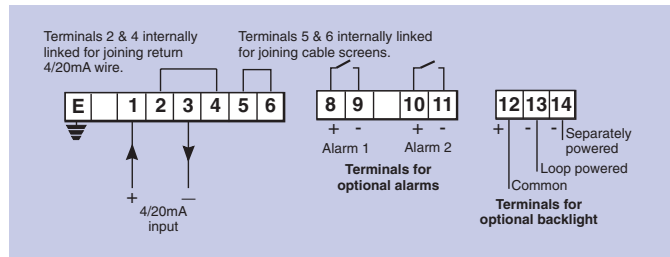 Terminals 2 & 4 internally
linked for joining return
4/20mA wire.
Terminals 5 & 6 internally linked
for joining cable screens.
E 1 2 3 4 5 6
8 9 10 11
12 13 14
+ - + -
Alarm 1 Alarm 2
Terminals for
optional alarms
+ - -
Separately
powered
Loop powered
Common
Terminals for
optional backlight
+ —
4/20mA
input